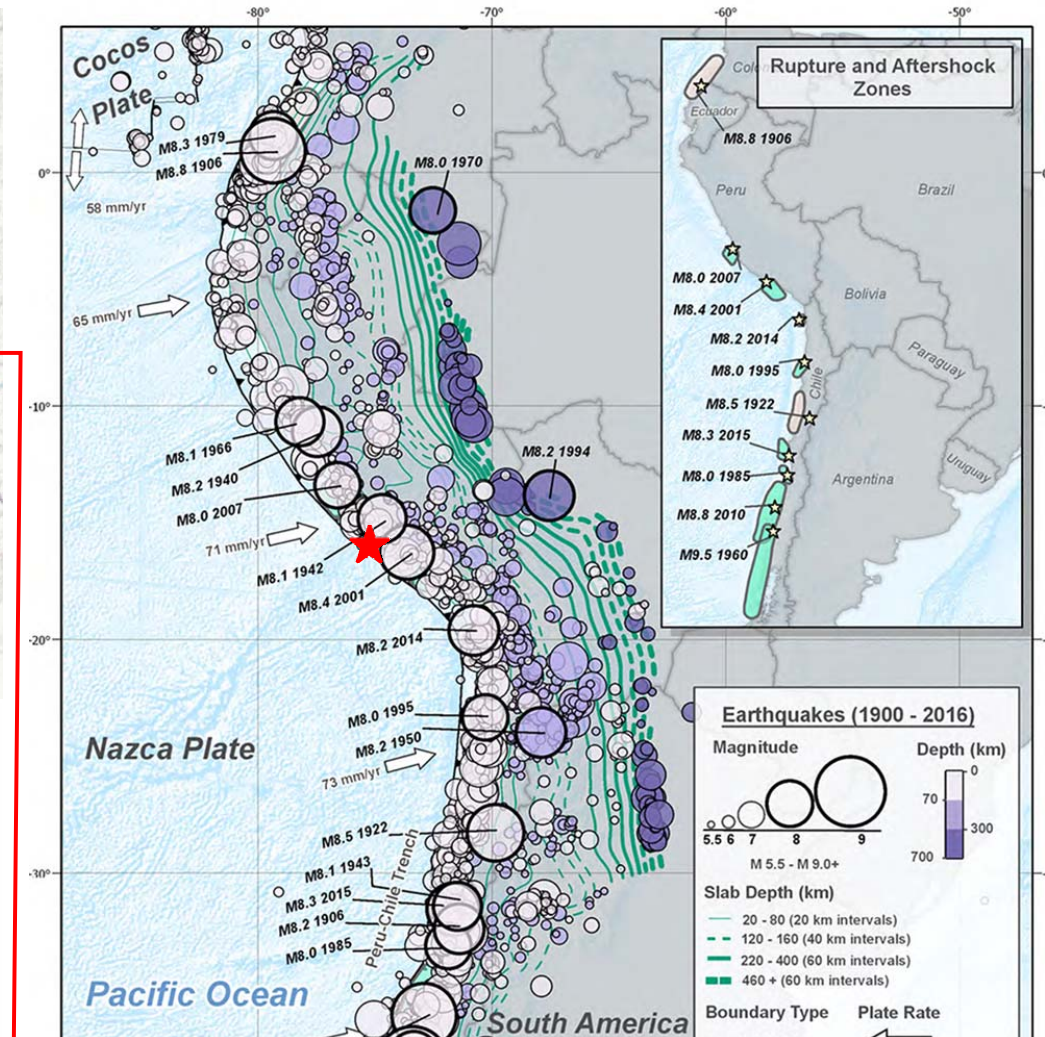 -80°
-70°
-60°
-50°
Cocos
Plate
M8.3 1979
M8.8 1906
M8.0 1970
0°
58 mm/yr
65 mm/yr
-10°
M8.1 1966
M8.2 1940
M8.0 2007
M8.2 1994
71 mm/yr
M8.1 1942
M8.4 2001
-20°
M8.2 2014
M8.0 1995
M8.2 1950
Nazca Plate
73 mm/yr
M8.5 1922
M8.1 1943
-30°
M8.3 2015
M8.2 1906
M8.0 1985
Peru-Chile Trench
Pacific Ocean
South America
Rupture and Aftershock
Zones
Ecuador
M8.8 1906
Peru
Brazil
M8.0 2007
M8.4 2001
Bolivia
M8.2 2014
Paraguay
M8.0 1995
Chile
M8.5 1922
M8.3 2015
Uruguay
M8.0 1985
Argentina
M8.8 2010
M9.5 1960
Earthquakes (1900 - 2016)
Magnitude
Depth (km)
0
70
300
700
5.5 6 7 8 9
M 5.5 - M 9.0+
Slab Depth (km)
20 - 80 (20 km intervals)
120 - 160 (40 km intervals)
220 - 400 (60 km intervals)
460 + (60 km intervals)
Boundary Type
Plate Rate